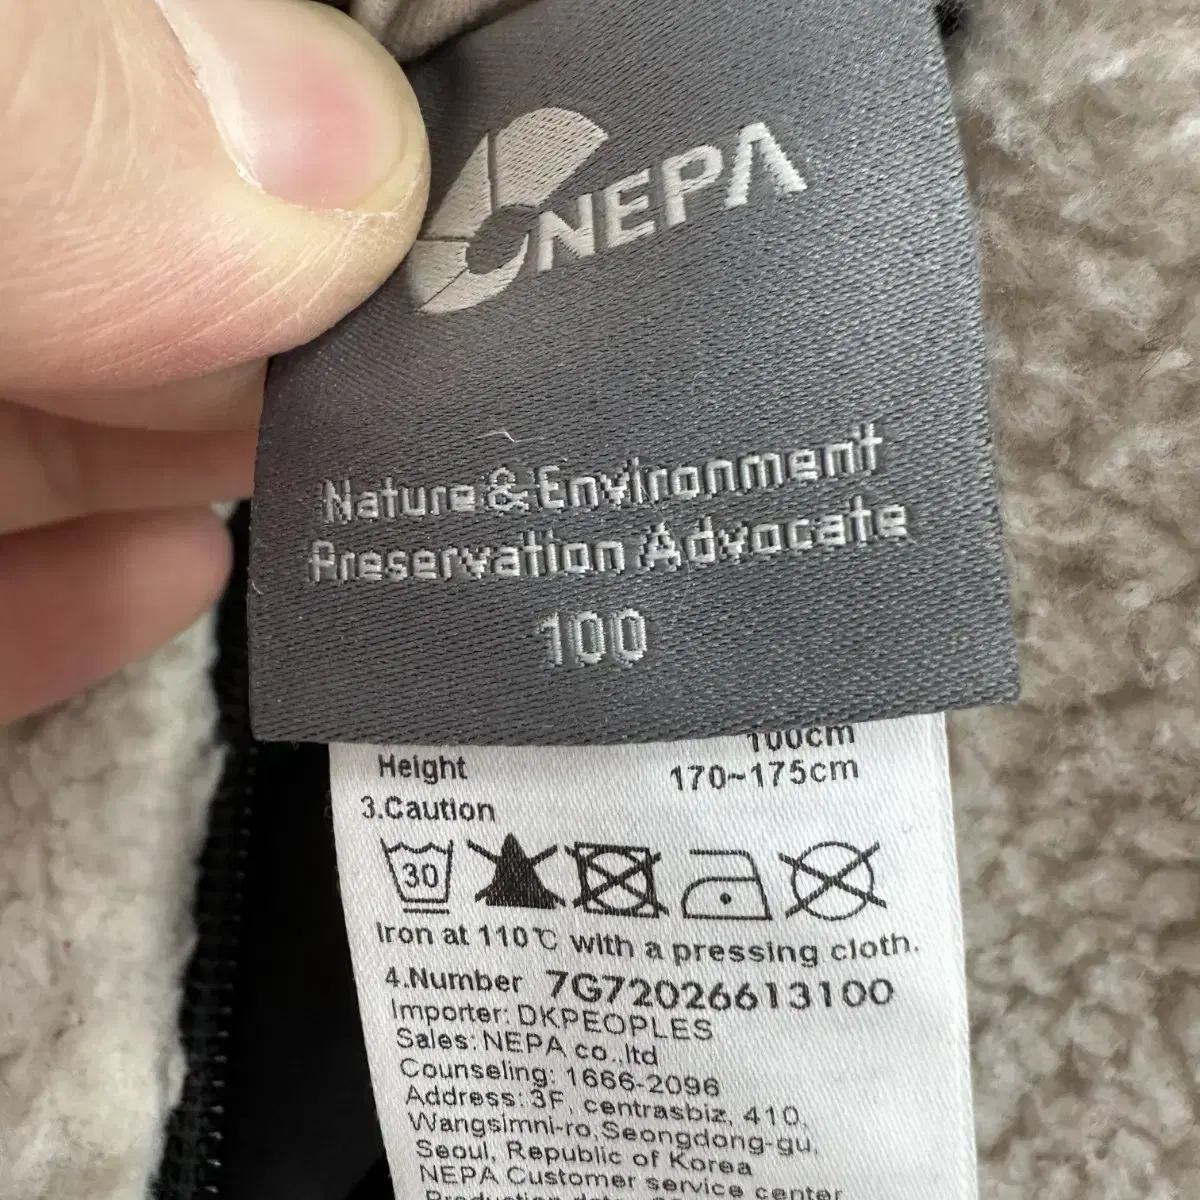 NEPA
Nature & Environment
Preservation Advocate
100
100cm
Height 170~175cm
3.Caution
30
Iron at 110℃ with a pressing cloth.
4.Number 7G72026613100
Importer: DKPEOPLES
Sales: NEPA co.,ltd
Counseling: 1666-2096
Address: 3F, centrasbiz, 410,
Wangsimni-ro,Seongdong-gu,
Seoul, Republic of Korea
NEPA Customer service center
Production date: